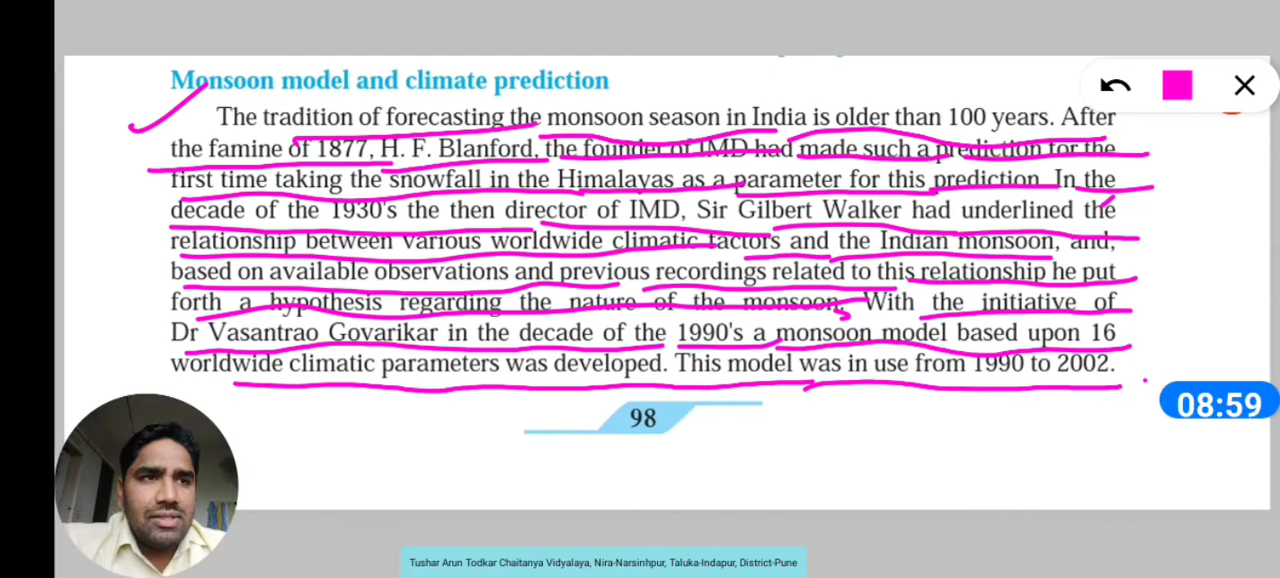 Monsoon model and climate prediction
The tradition of forecasting the monsoon season in India is older than 100 years. After
the famine of 1877, H. F. Blanford, the founder of IMD had made such a prediction for the
first time taking the snowfall in the Himalayas as a parameter for this prediction. In the
decade of the 1930's the then director of IMD, Sir Gilbert Walker had underlined the
relationship between various worldwide climatic factors and the Indian monsoon, and,
based on available observations and previous recordings related to this relationship he put
forth a hypothesis regarding the nature of the monsoon. With the initiative of
Dr Vasantrao Govarikar in the decade of the 1990's a monsoon model based upon 16
worldwide climatic parameters was developed. This model was in use from 1990 to 2002.
98
08:59
Tushar Arun Todkar Chaitanya Vidyalaya, Nira-Narsinhpur, Taluka-Indapur, District-Pune